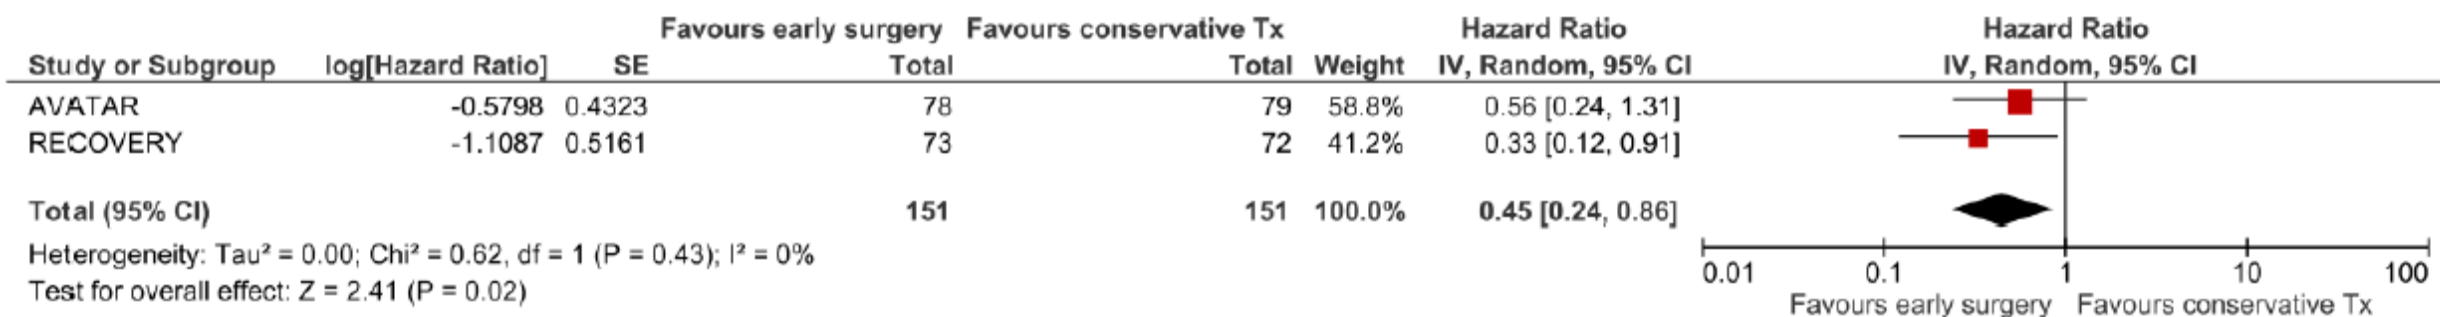 Favours early surgery Favours conservative Tx Hazard Ratio Hazard Ratio
Study or Subgroup log[Hazard Ratio] SE Total Total Weight IV, Random, 95% CI IV, Random, 95% CI
AVATAR -0.5798 0.4323 78 79 58.8% 0.56 [0.24, 1.31]
RECOVERY -1.1087 0.5161 73 72 41.2% 0.33 [0.12, 0.91]
Total (95% CI) 151 151 100.0% 0.45 [0.24, 0.86]
Heterogeneity: Tau² = 0.00; Chi² = 0.62, df = 1 (P = 0.43); I² = 0%
Test for overall effect: Z = 2.41 (P = 0.02)
0.01 0.1 1 10 100
Favours early surgery Favours conservative Tx